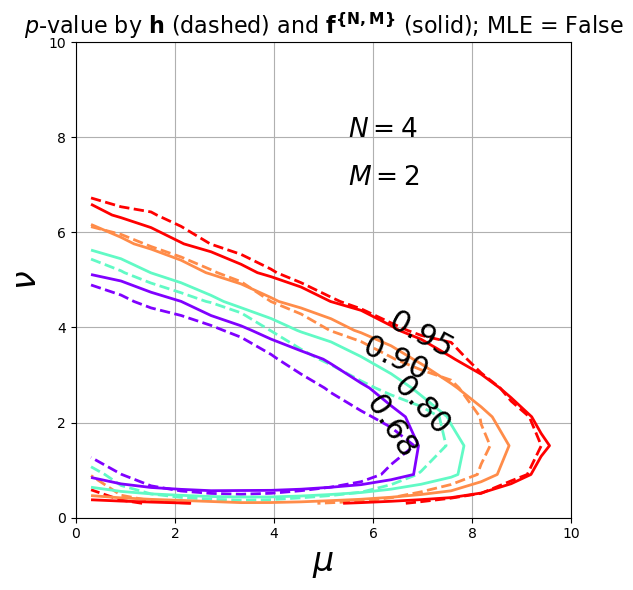 p-value by h (dashed) and f^{N,M} (solid); MLE = False
10
8
6
4
2
0
ν
N = 4
M = 2
0.95
0.90
0.80
0.68
0 2 4 6 8 10
μ